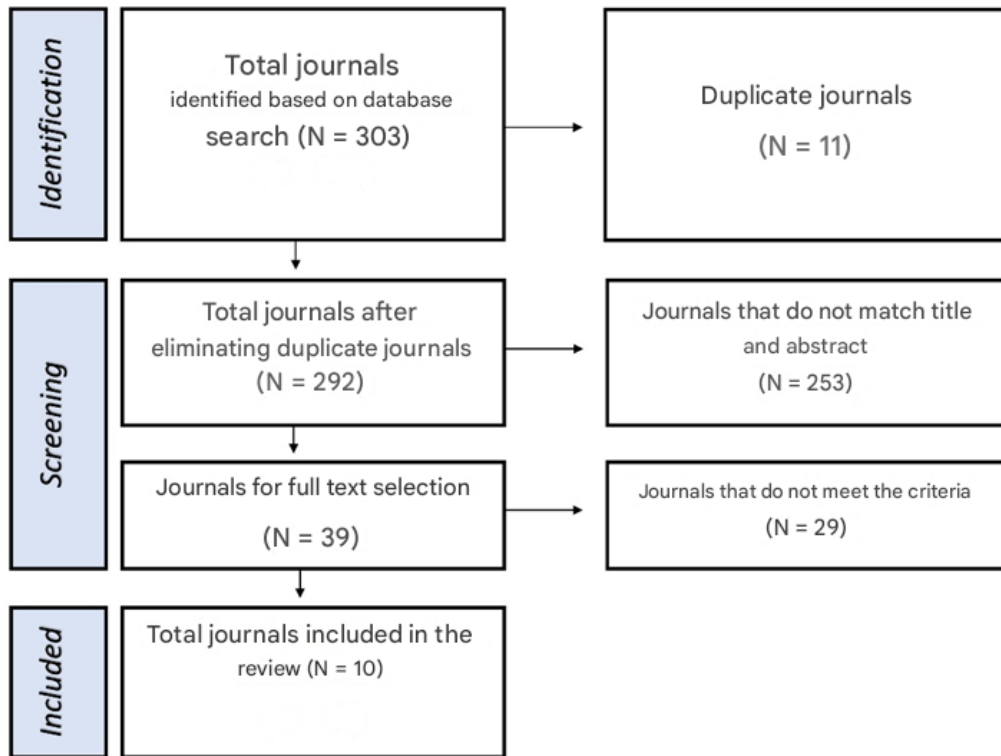 Identification
Total journals
identified based on database
search (N = 303)
Duplicate journals
(N = 11)
Screening
Total journals after
eliminating duplicate journals
(N = 292)
Journals that do not match title
and abstract
(N = 253)
Journals for full text selection
(N = 39)
Journals that do not meet the criteria
(N = 29)
Included
Total journals included in the
review (N = 10)